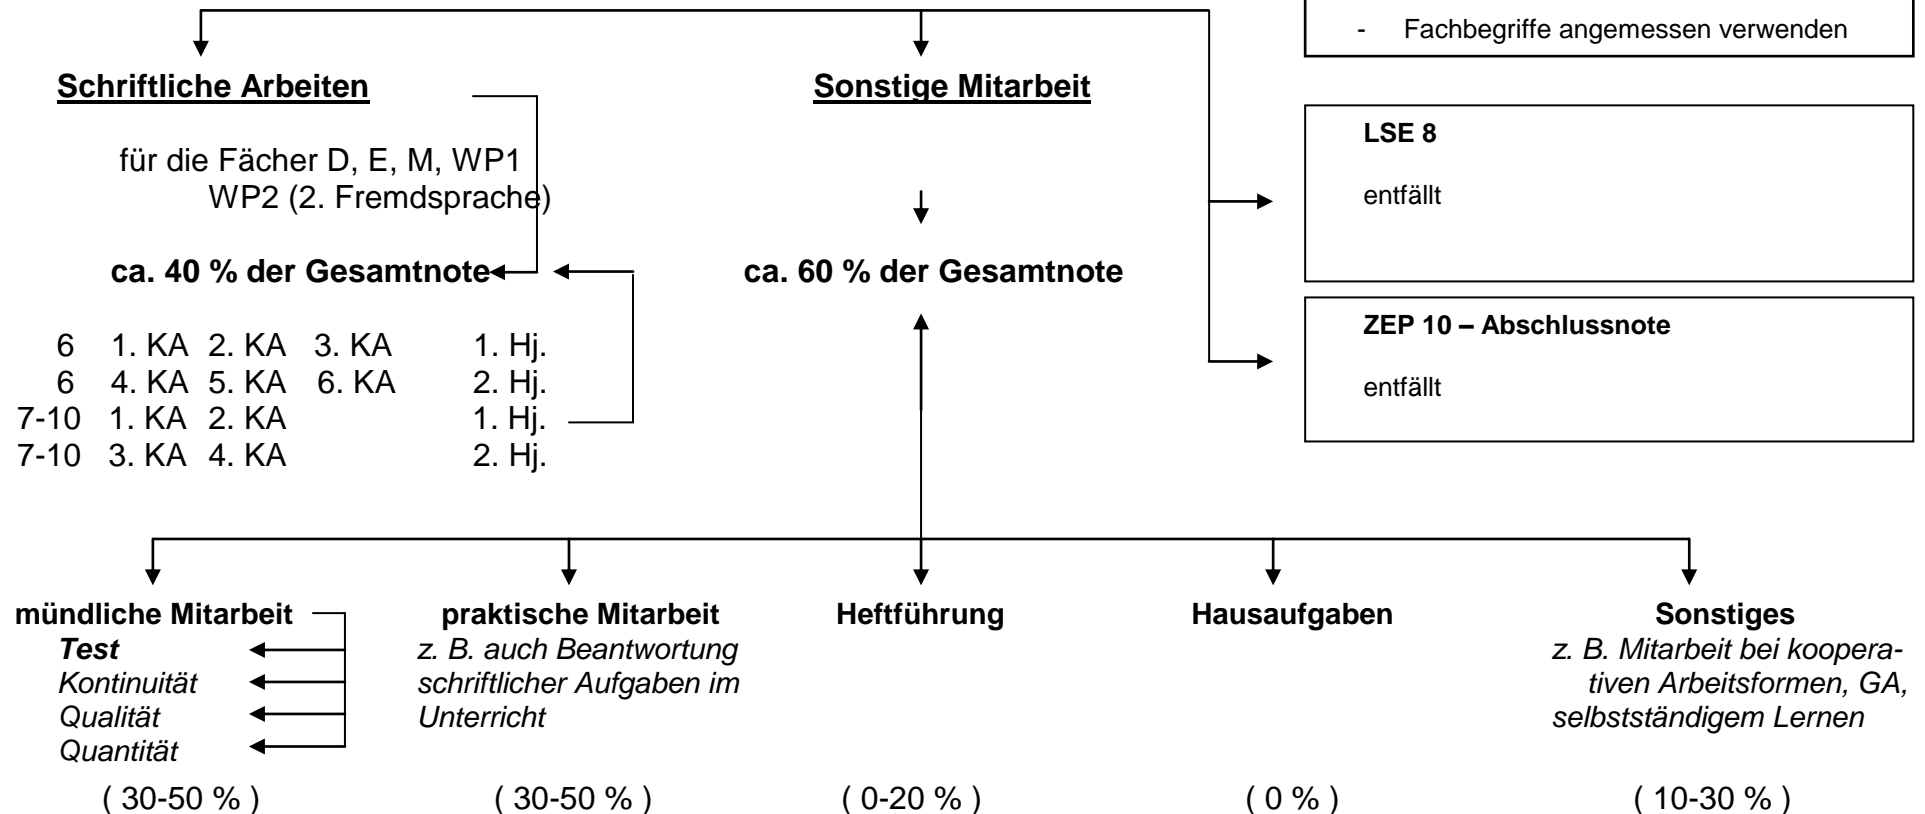 - Fachbegriffe angemessen verwenden
Schriftliche Arbeiten
Sonstige Mitarbeit
für die Fächer D, E, M, WP1
WP2 (2. Fremdsprache)
ca. 40 % der Gesamtnote
ca. 60 % der Gesamtnote
6 1. KA 2. KA 3. KA 1. Hj.
6 4. KA 5. KA 6. KA 2. Hj.
7-10 1. KA 2. KA 1. Hj.
7-10 3. KA 4. KA 2. Hj.
LSE 8
entfällt
ZEP 10 – Abschlussnote
entfällt
mündliche Mitarbeit
Test
Kontinuität
Qualität
Quantität
( 30-50 % )
praktische Mitarbeit
z. B. auch Beantwortung
schriftlicher Aufgaben im
Unterricht
( 30-50 % )
Heftführung
( 0-20 % )
Hausaufgaben
( 0 % )
Sonstiges
z. B. Mitarbeit bei koopera-
tiven Arbeitsformen, GA,
selbstständigem Lernen
( 10-30 % )